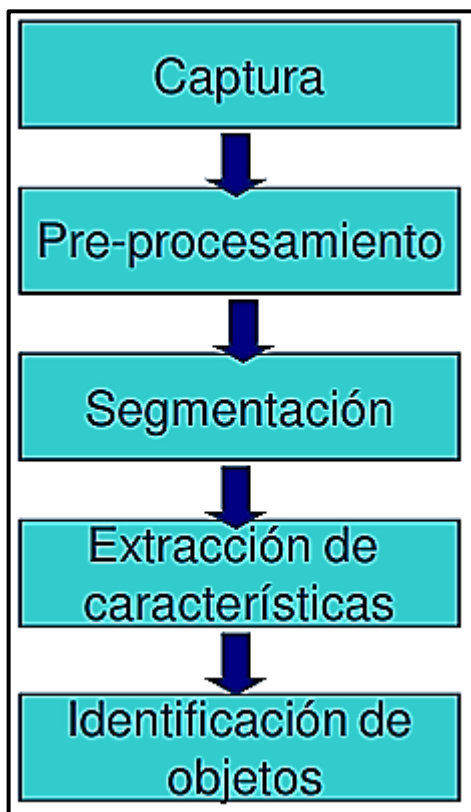 Captura
Pre-procesamiento
Segmentación
Extracción de
características
Identificación de
objetos